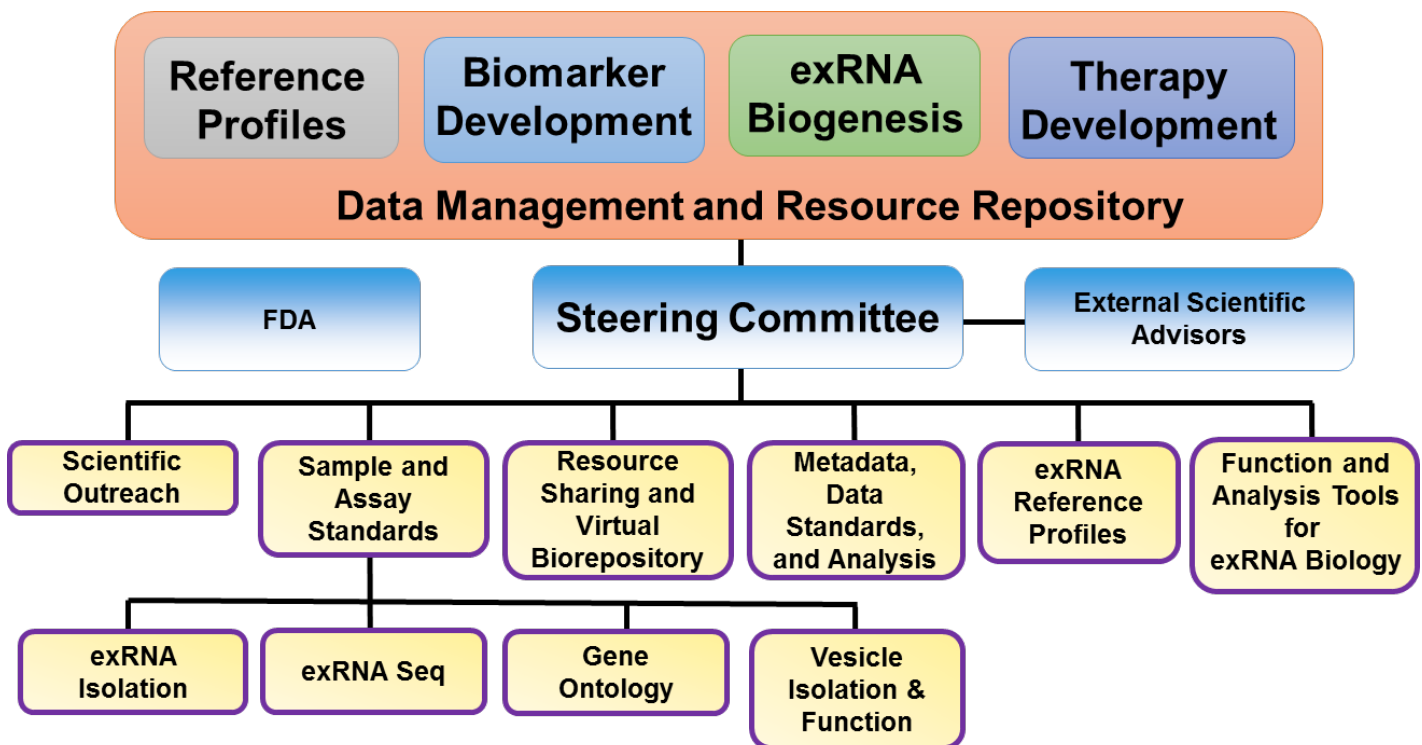 Reference
Profiles
Biomarker
Development
exRNA
Biogenesis
Therapy
Development
Data Management and Resource Repository
FDA
Steering Committee
External Scientific
Advisors
Scientific
Outreach
Sample and
Assay
Standards
Resource
Sharing and
Virtual
Biorepository
Metadata,
Data
Standards,
and Analysis
exRNA
Reference
Profiles
Function and
Analysis Tools
for
exRNA Biology
exRNA
Isolation
exRNA Seq
Gene
Ontology
Vesicle
Isolation &
Function